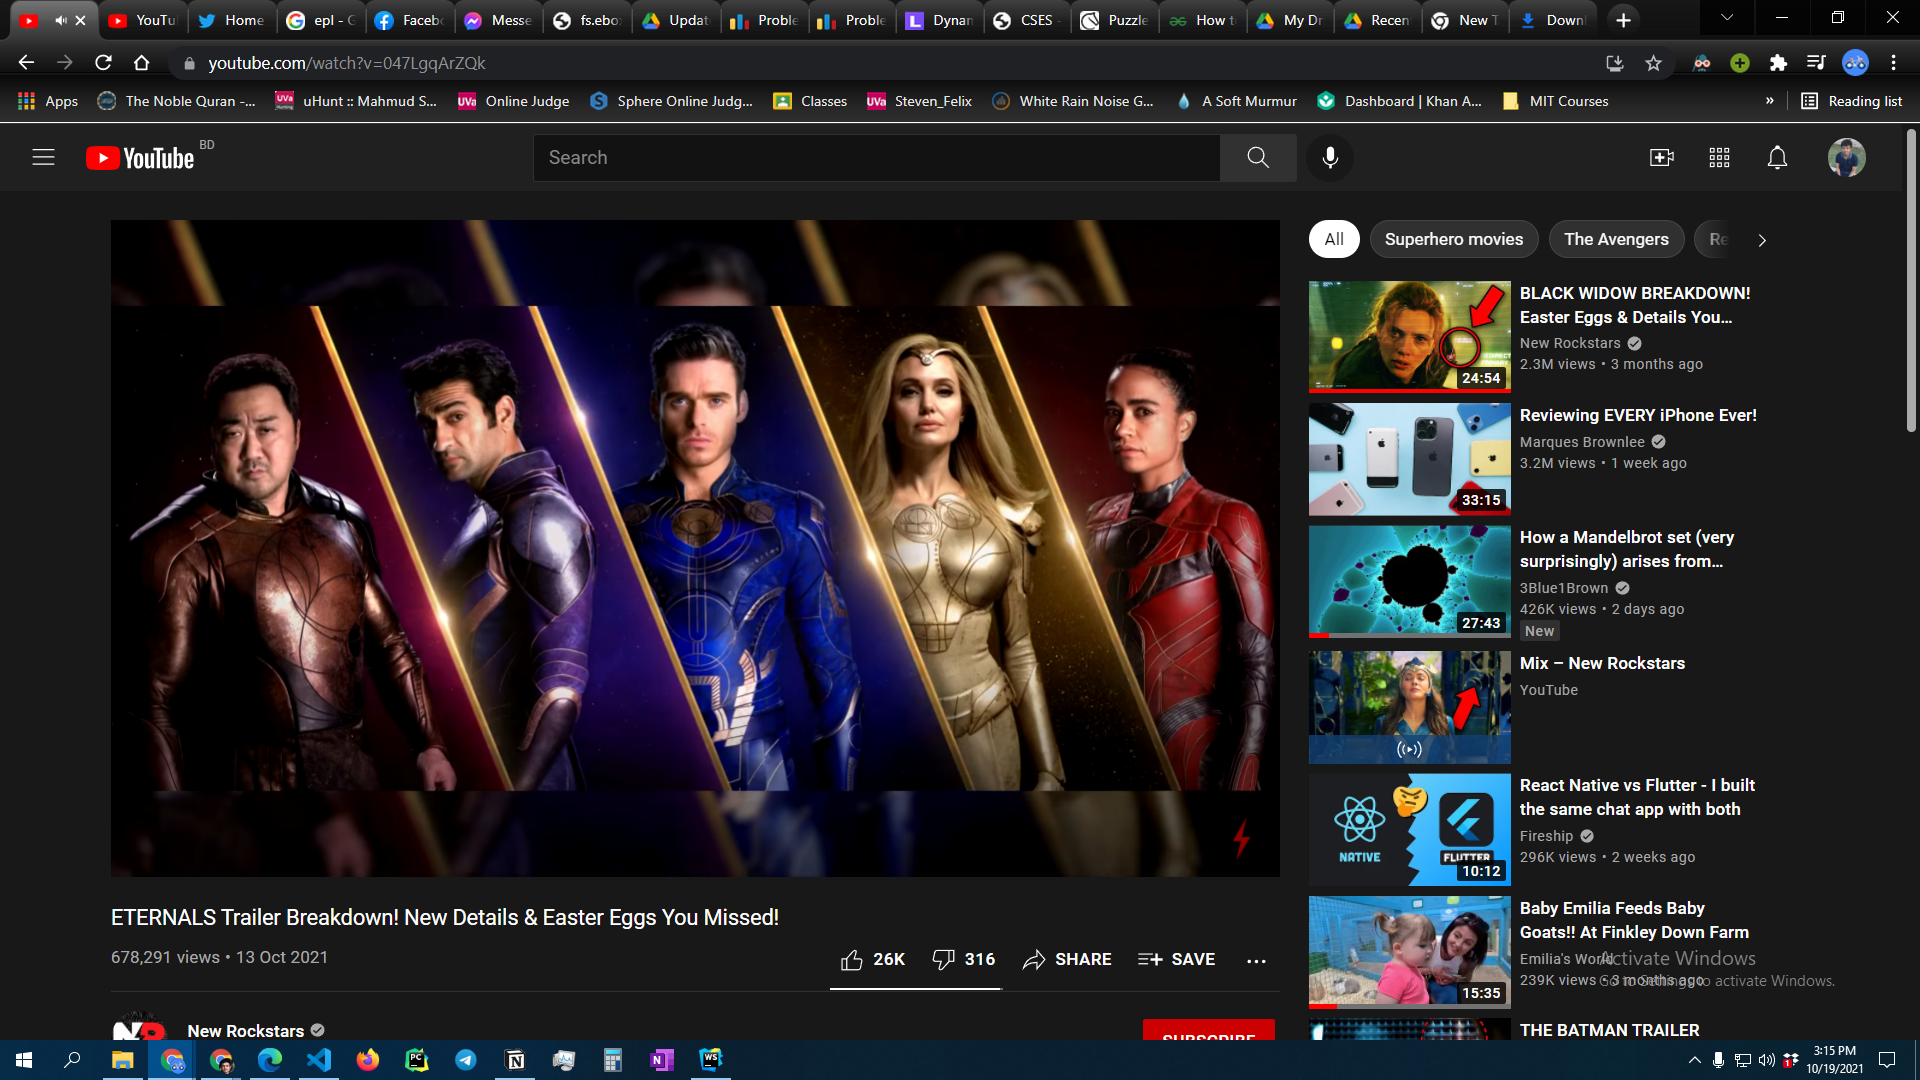 YouTu
Home
epl - G
Faceb
Messe
fs.ebo
Updat
Proble
Proble
Dynan
CSES -
Puzzle
How t
My Dr
Recen
New T
Downl
youtube.com/watch?v=047LgqArZQk
Apps
The Noble Quran -...
uHunt :: Mahmud S...
Online Judge
Sphere Online Judg...
Classes
Steven_Felix
White Rain Noise G...
A Soft Murmur
Dashboard | Khan A...
MIT Courses
»
Reading list
YouTube BD
Search
All
Superhero movies
The Avengers
Re
BLACK WIDOW BREAKDOWN!
Easter Eggs & Details You...
New Rockstars
2.3M views • 3 months ago
24:54
Reviewing EVERY iPhone Ever!
Marques Brownlee
3.2M views • 1 week ago
33:15
How a Mandelbrot set (very
surprisingly) arises from...
3Blue1Brown
426K views • 2 days ago
27:43
New
Mix – New Rockstars
YouTube
React Native vs Flutter - I built
the same chat app with both
Fireship
296K views • 2 weeks ago
NATIVE
FLUTTER
10:12
Baby Emilia Feeds Baby
Goats!! At Finkley Down Farm
Emilia's World
239K views • 3 months ago
15:35
Activate Windows
Go to Settings to activate Windows.
THE BATMAN TRAILER
ETERNALS Trailer Breakdown! New Details & Easter Eggs You Missed!
678,291 views • 13 Oct 2021
26K
316
SHARE
SAVE
New Rockstars
SUBSCRIBE
3:15 PM
10/19/2021